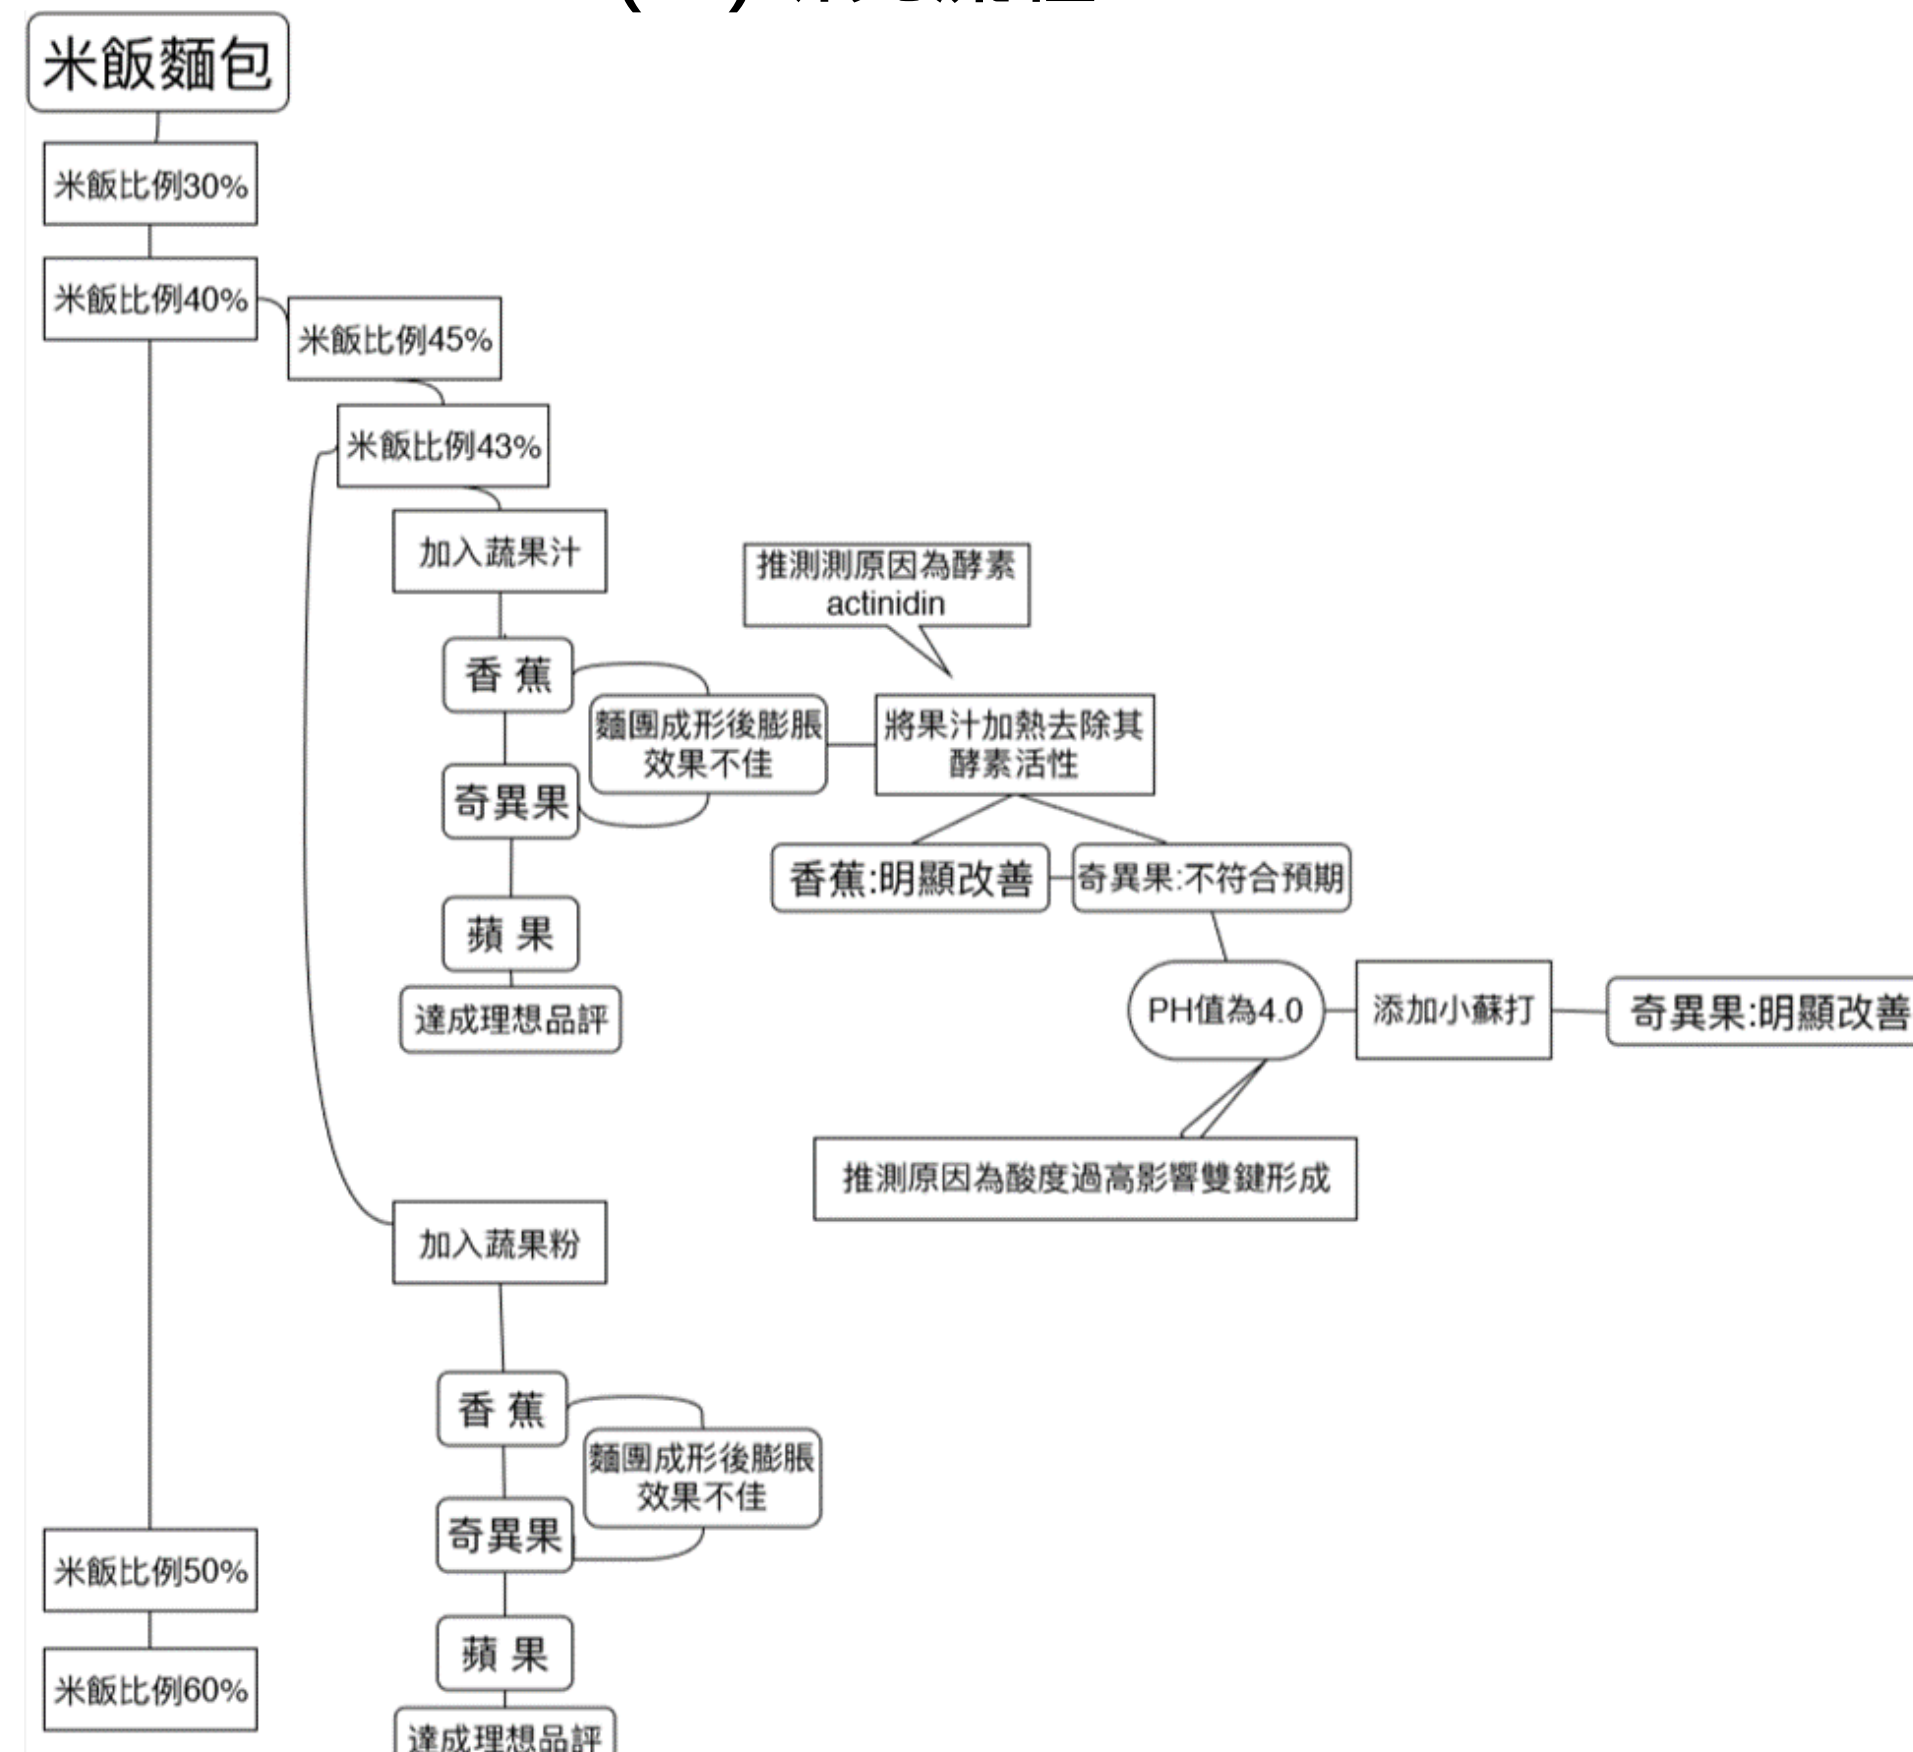 米飯麵包
米飯比例30%
米飯比例40%
米飯比例45%
米飯比例43%
加入蔬果汁
推測測原因為酵素
actinidin
香 蕉
麵團成形後膨脹
效果不佳
將果汁加熱去除其
酵素活性
奇異果
香蕉:明顯改善
奇異果:不符合預期
蘋 果
達成理想品評
PH值為4.0
添加小蘇打
奇異果:明顯改善
推測原因為酸度過高影響雙鍵形成
加入蔬果粉
香 蕉
麵團成形後膨脹
效果不佳
奇異果
米飯比例50%
蘋 果
米飯比例60%
達成理想品評